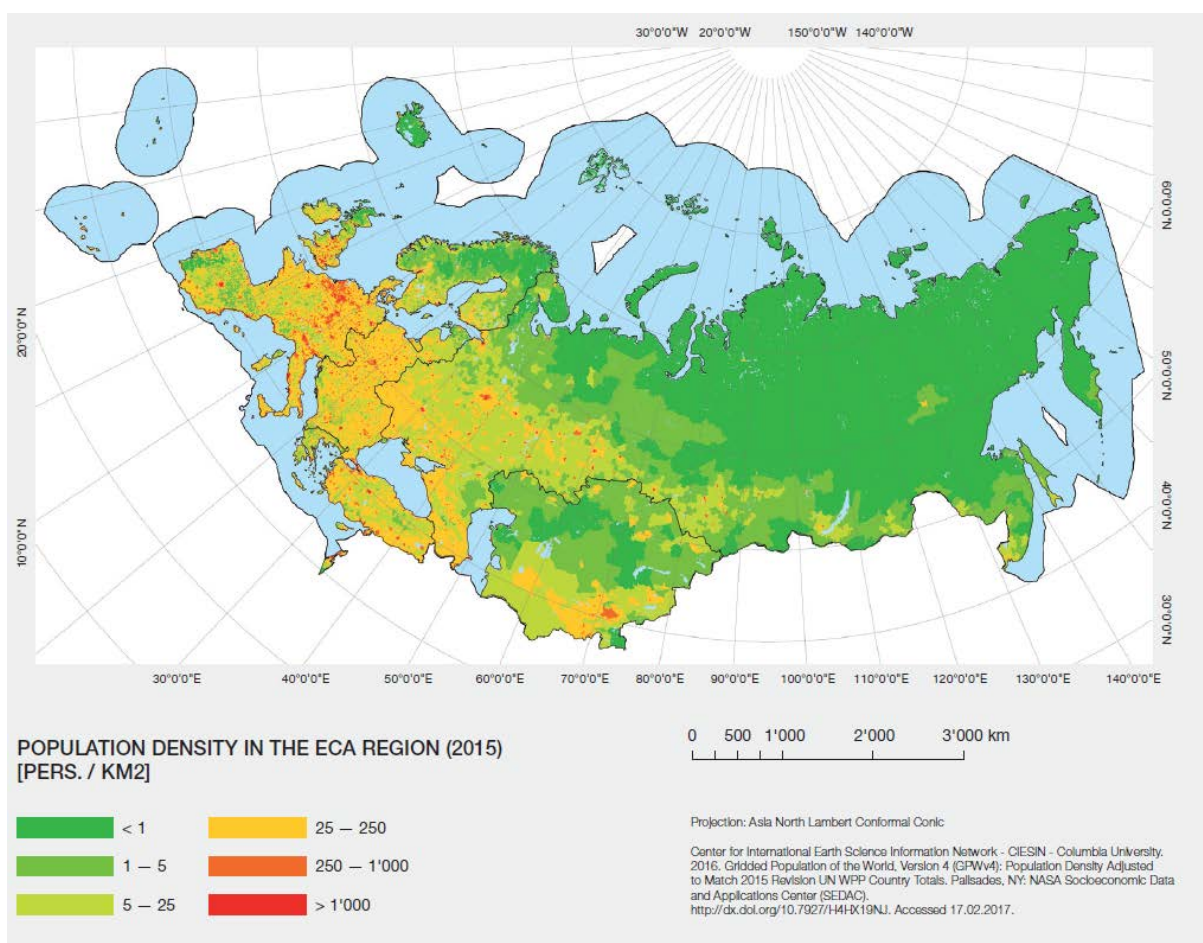 30°0'0"W 20°0'0"W 150°0'0"W 140°0'0"W
60°0'0"N
50°0'0"N
40°0'0"N
30°0'0"N
20°0'0"N
10°0'0"N
30°0'0"E 40°0'0"E 50°0'0"E 60°0'0"E 70°0'0"E 80°0'0"E 90°0'0"E 100°0'0"E 110°0'0"E 120°0'0"E 130°0'0"E 140°0'0"E
POPULATION DENSITY IN THE ECA REGION (2015)
[PERS. / KM2]
< 1
1 — 5
5 — 25
25 — 250
250 — 1'000
> 1'000
0 500 1'000 2'000 3'000 km
Projection: Asia North Lambert Conformal Conic
Center for International Earth Science Information Network - CIESIN - Columbia University.
2016. Gridded Population of the World, Version 4 (GPWv4): Population Density Adjusted
to Match 2015 Revision UN WPP Country Totals. Palisades, NY: NASA Socioeconomic Data
and Applications Center (SEDAC).
http://dx.doi.org/10.7927/H4HX19NJ. Accessed 17.02.2017.